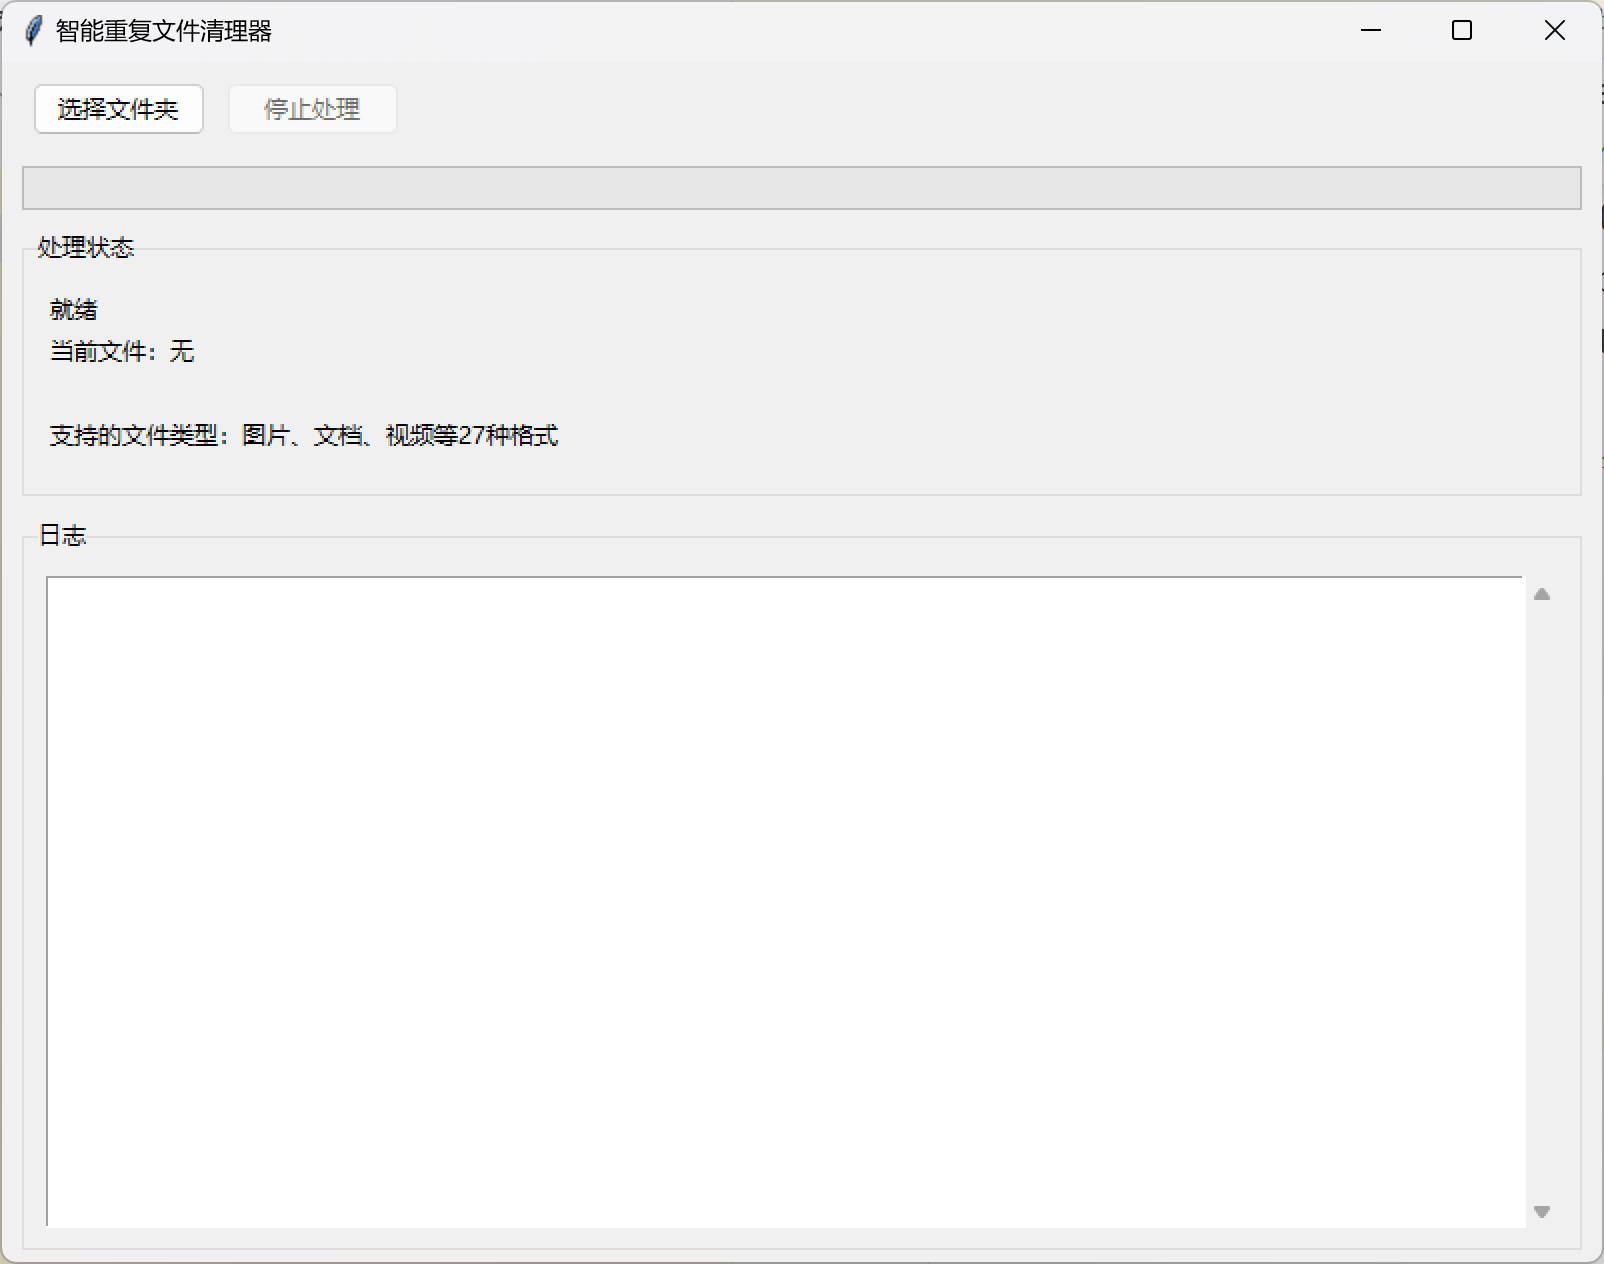 智能重复文件清理器
选择文件夹
停止处理
处理状态
就绪
当前文件：无
支持的文件类型：图片、文档、视频等27种格式
日志